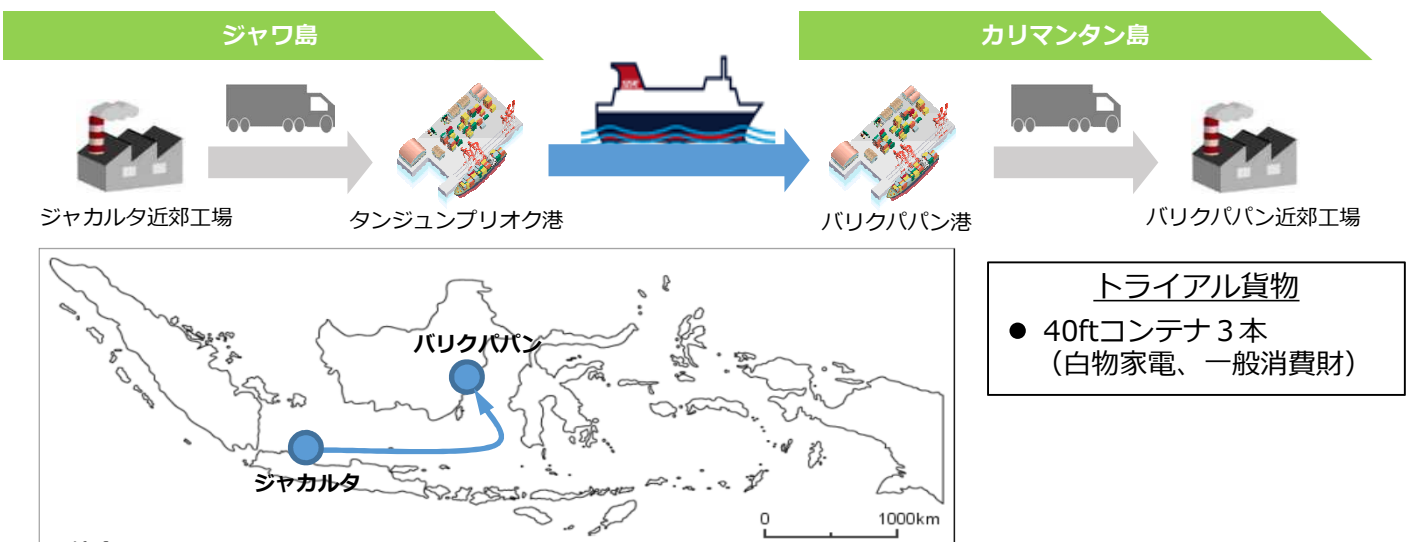 ジャワ島
カリマンタン島
ジャカルタ近郊工場
タンジュンプリオク港
バリクパパン港
バリクパパン近郊工場
バリクパパン
ジャカルタ
0 1000km
トライアル貨物
● 40ftコンテナ３本
（白物家電、一般消費財）